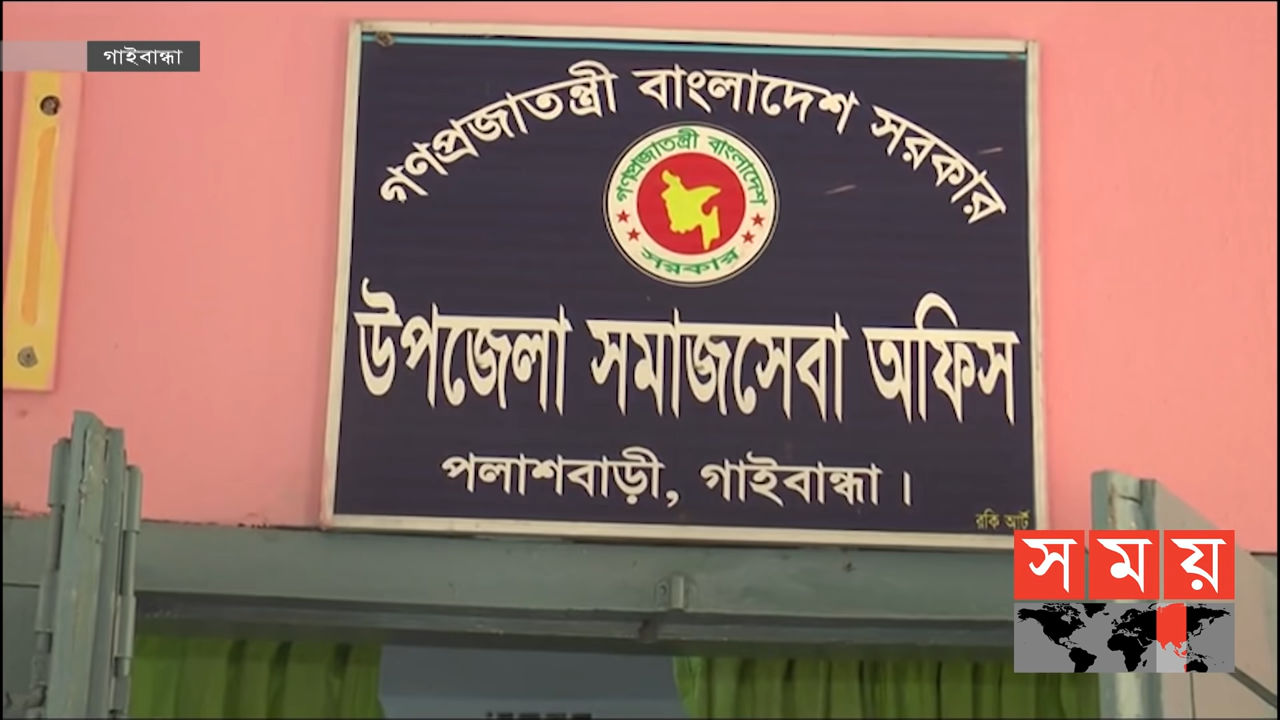 গাইবান্ধা
গণপ্রজাতন্ত্রী বাংলাদেশ সরকার
গণপ্রজাতন্ত্রী বাংলাদেশ
সরকার
উপজেলা সমাজসেবা অফিস
পলাশবাড়ী, গাইবান্ধা।
রকি আর্ট
সময়